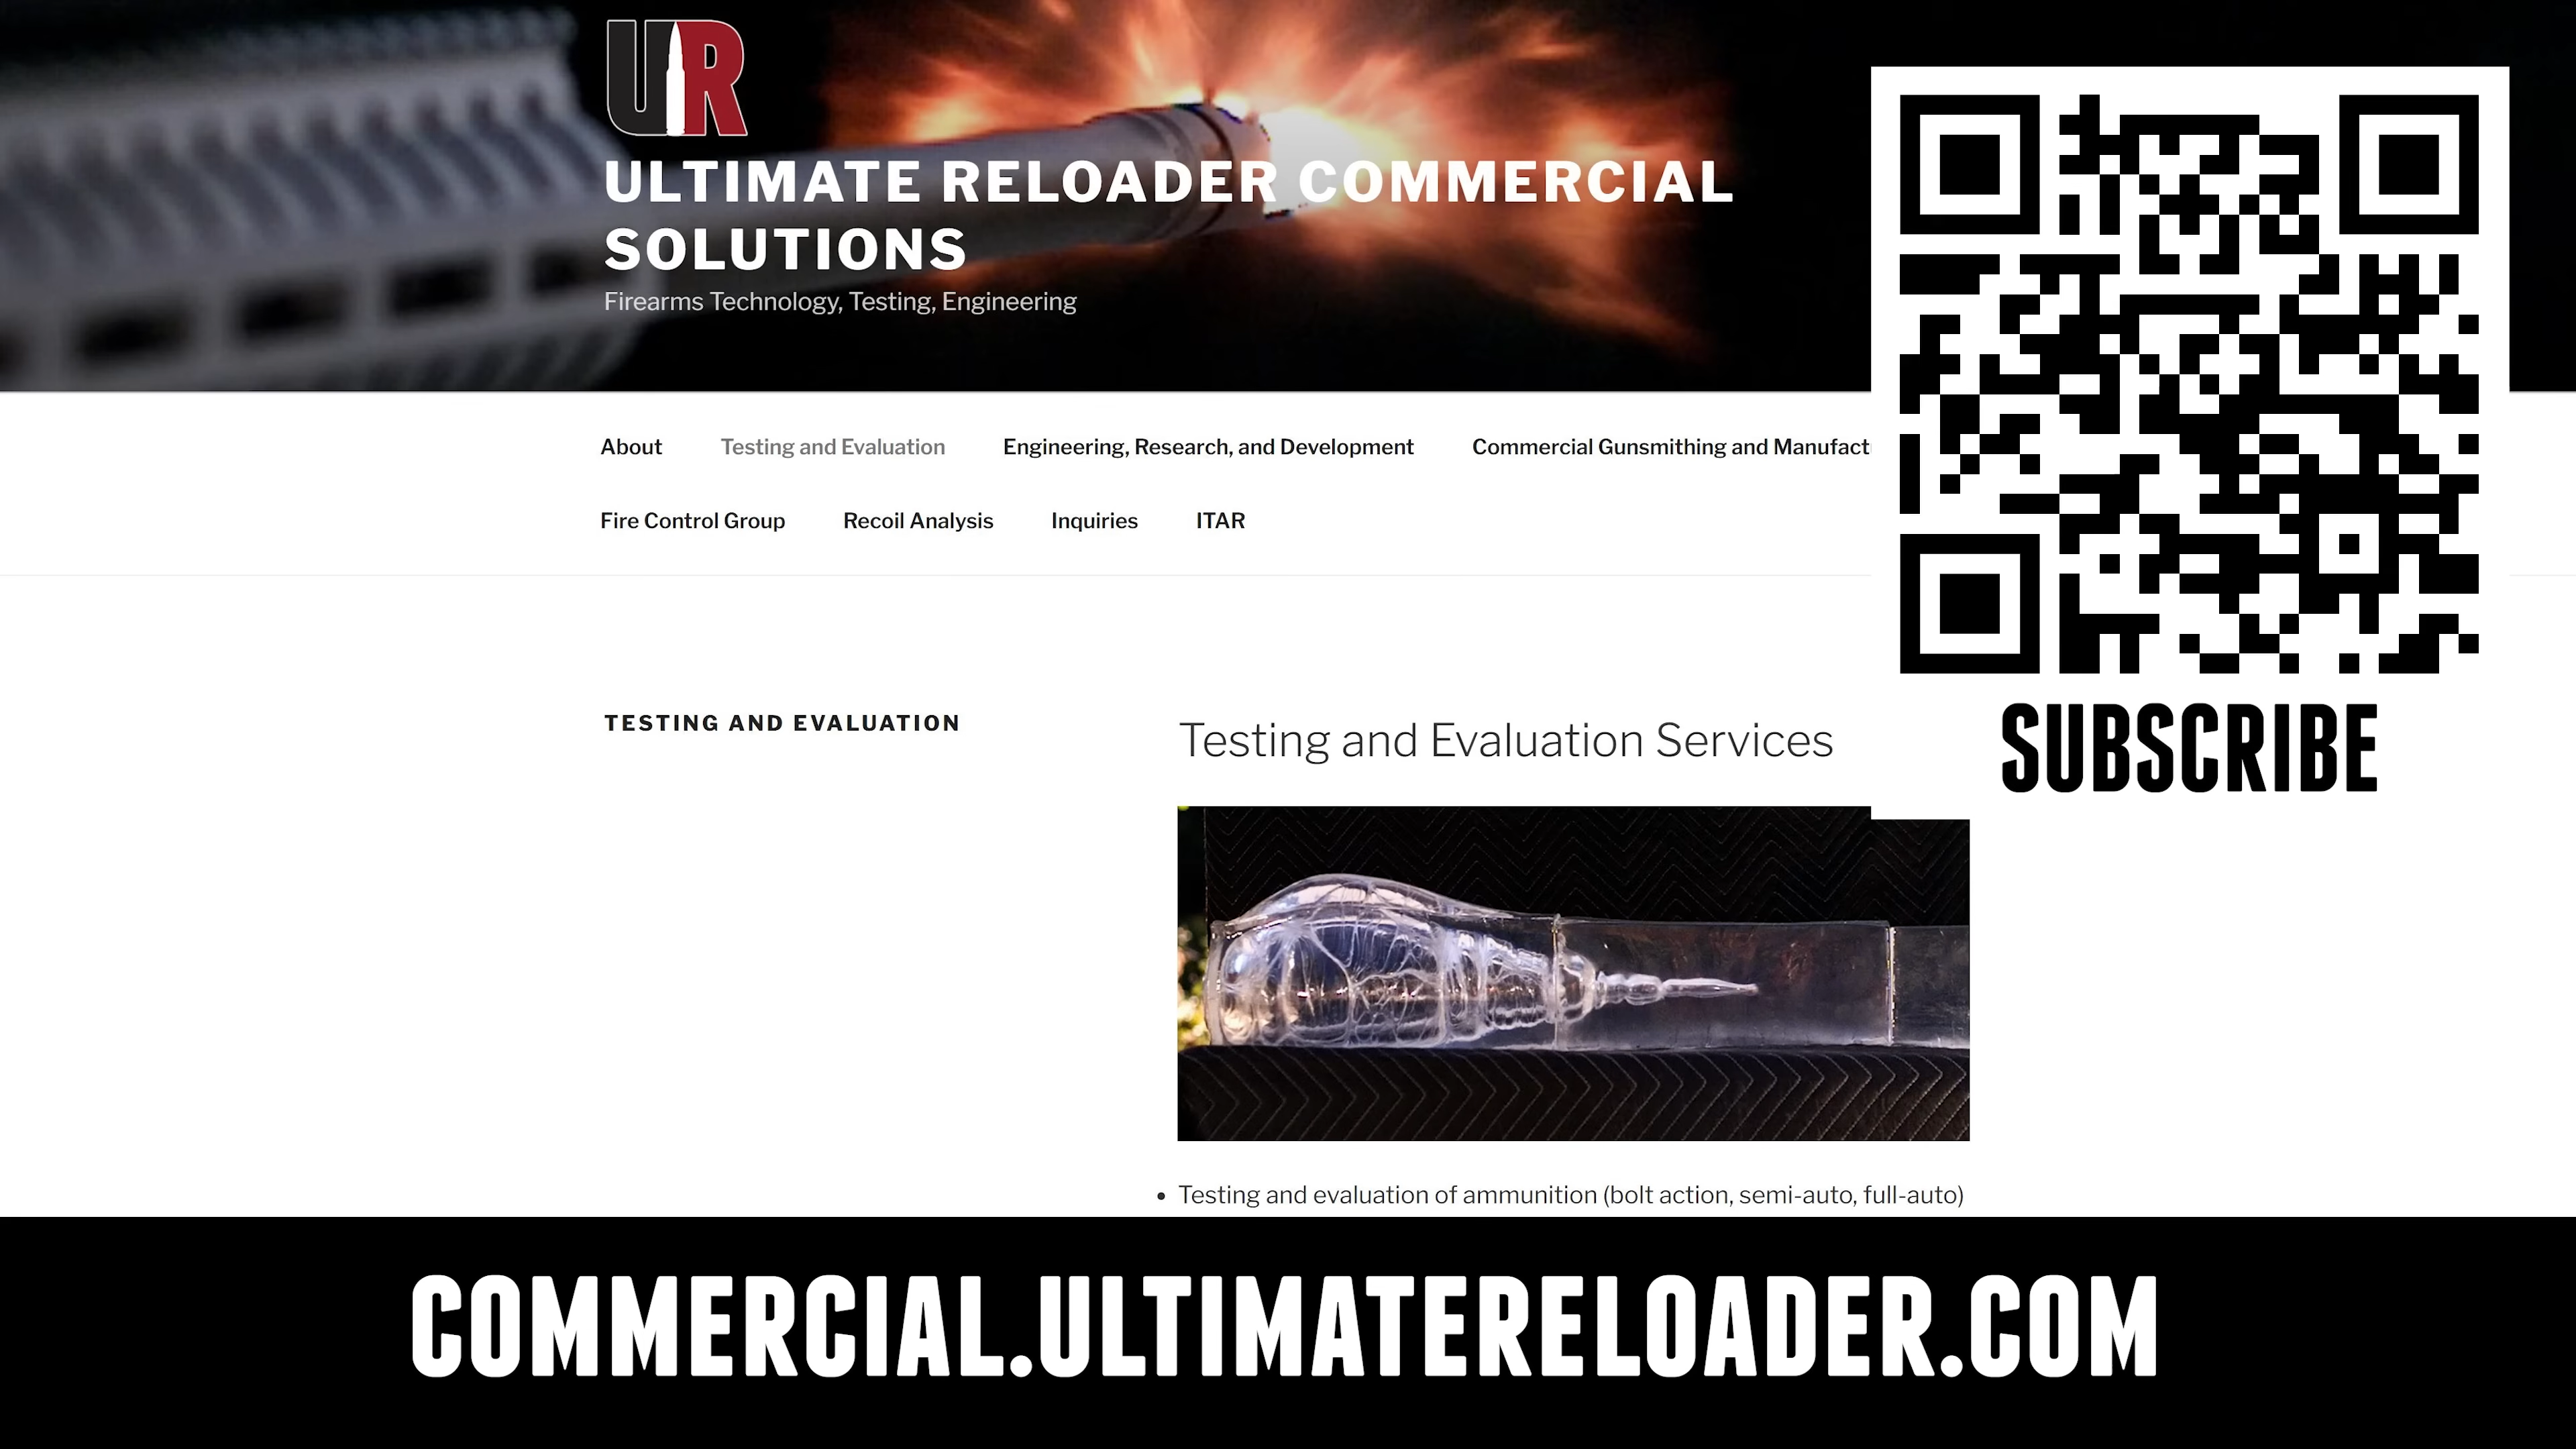 UR
ULTIMATE RELOADER COMMERCIAL
SOLUTIONS
Firearms Technology, Testing, Engineering
About Testing and Evaluation Engineering, Research, and Development Commercial Gunsmithing and Manufact
Fire Control Group Recoil Analysis Inquiries ITAR
TESTING AND EVALUATION
Testing and Evaluation Services
SUBSCRIBE
• Testing and evaluation of ammunition (bolt action, semi-auto, full-auto)
COMMERCIAL.ULTIMATERELOADER.COM